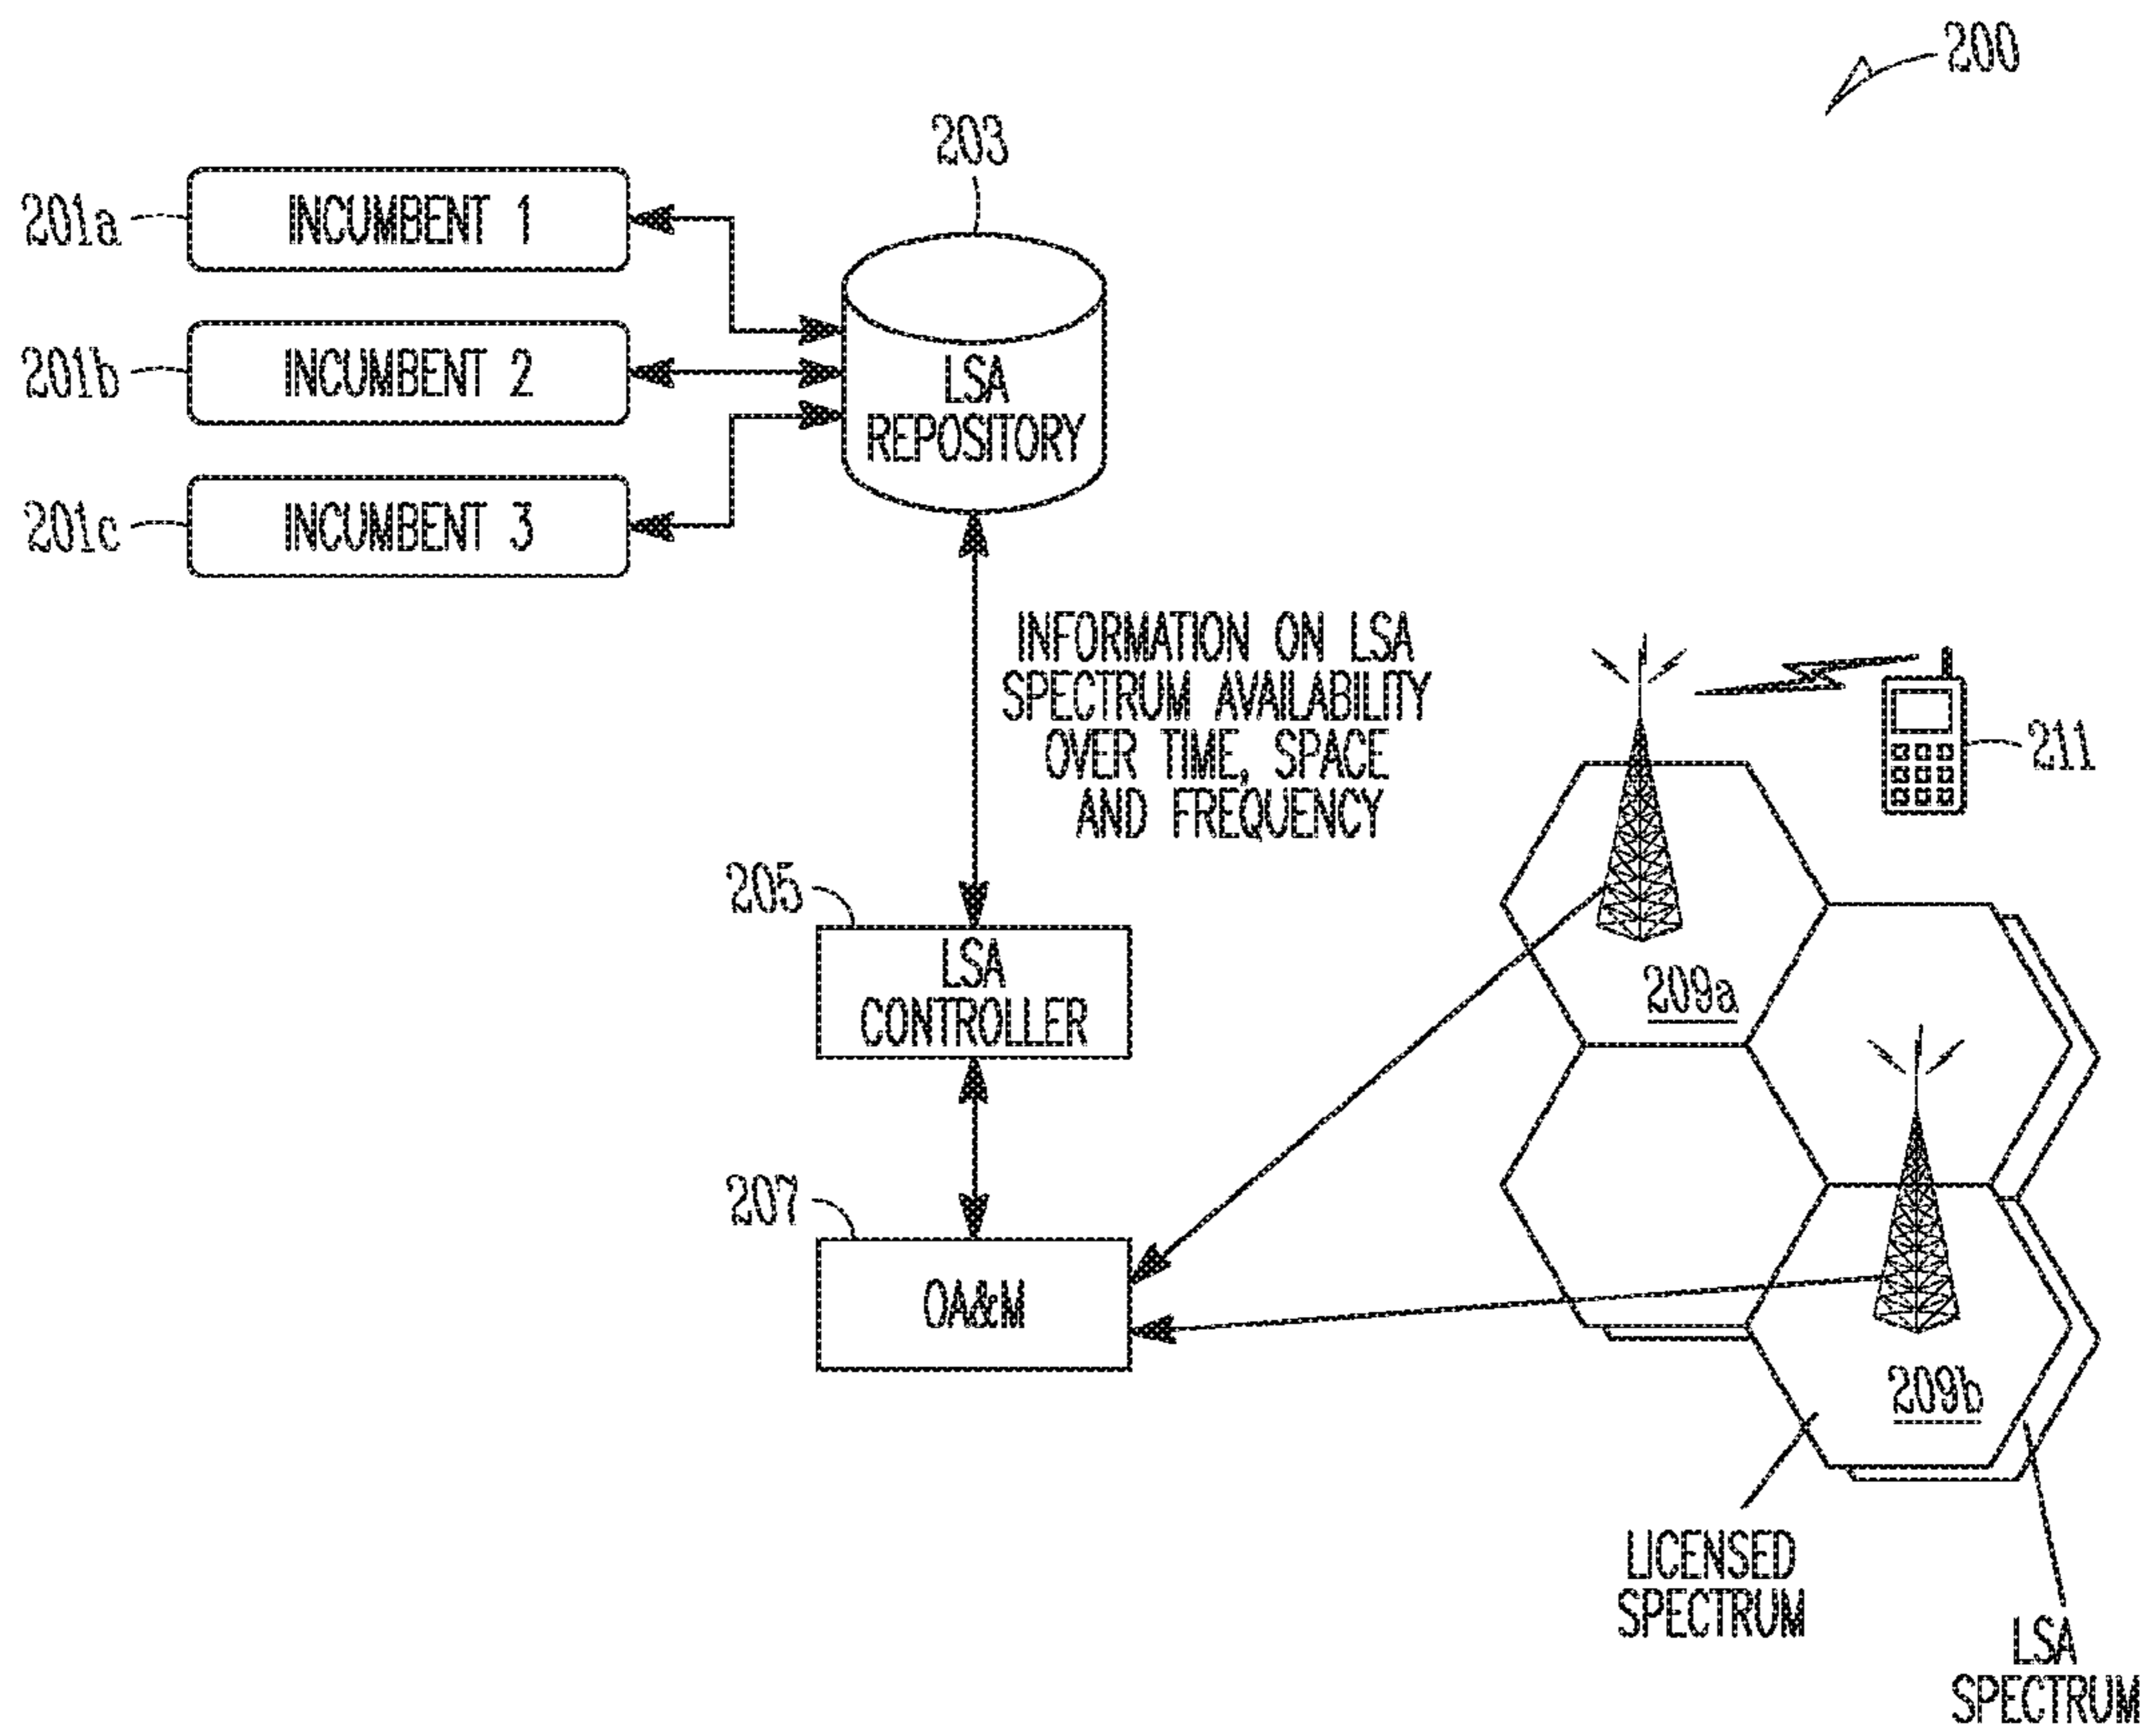 200
203
201a
INCUMBENT 1
201b
INCUMBENT 2
LSA
REPOSITORY
201c
INCUMBENT 3
INFORMATION ON LSA
SPECTRUM AVAILABILITY
OVER TIME, SPACE
AND FREQUENCY
211
205
LSA
CONTROLLER
209a
207
OA&M
209b
LICENSED
SPECTRUM
LSA
SPECTRUM